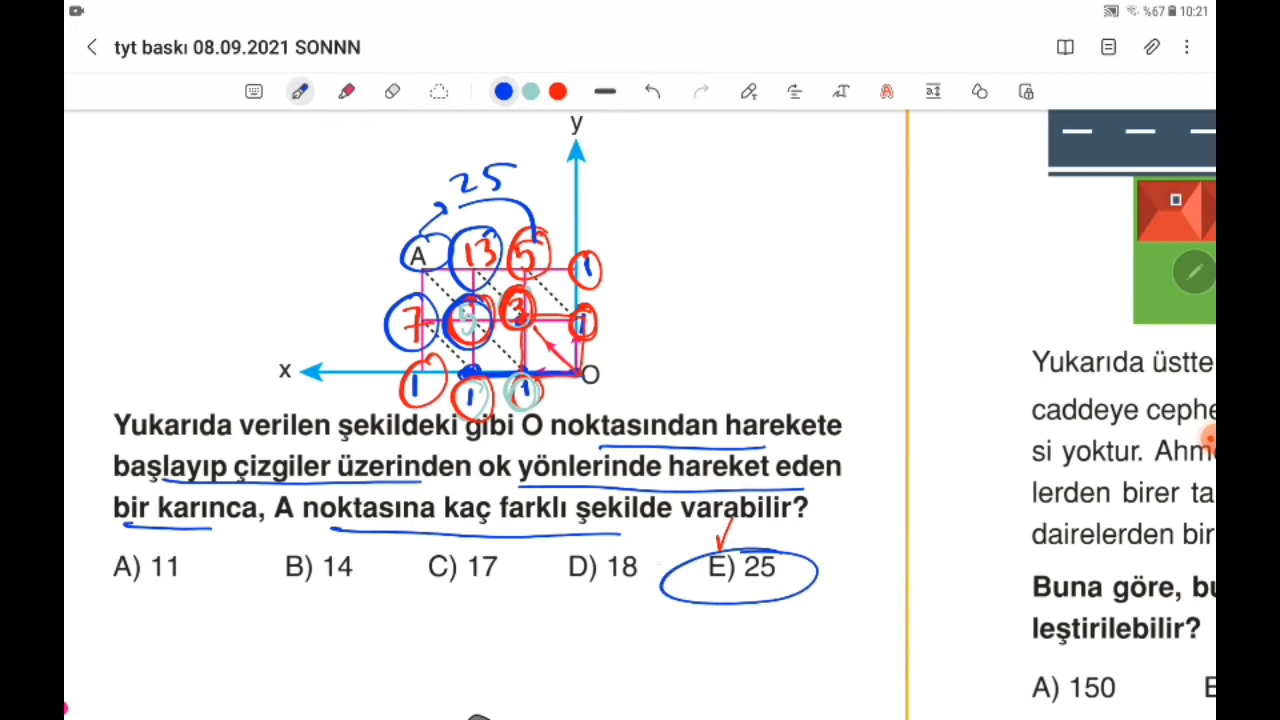 %67 10:21
tyt baskı 08.09.2021 SONNN
y
25
A 13 5 1
7 3 1
x 1 1 1 O
Yukarıda verilen şekildeki gibi O noktasından harekete
başlayıp çizgiler üzerinden ok yönlerinde hareket eden
bir karınca, A noktasına kaç farklı şekilde varabilir?
A) 11 B) 14 C) 17 D) 18 E) 25
Yukarıda üstte
caddeye cephe
si yoktur. Ahm
lerden birer ta
dairelerden bir
Buna göre, bu
leştirilebilir?
A) 150